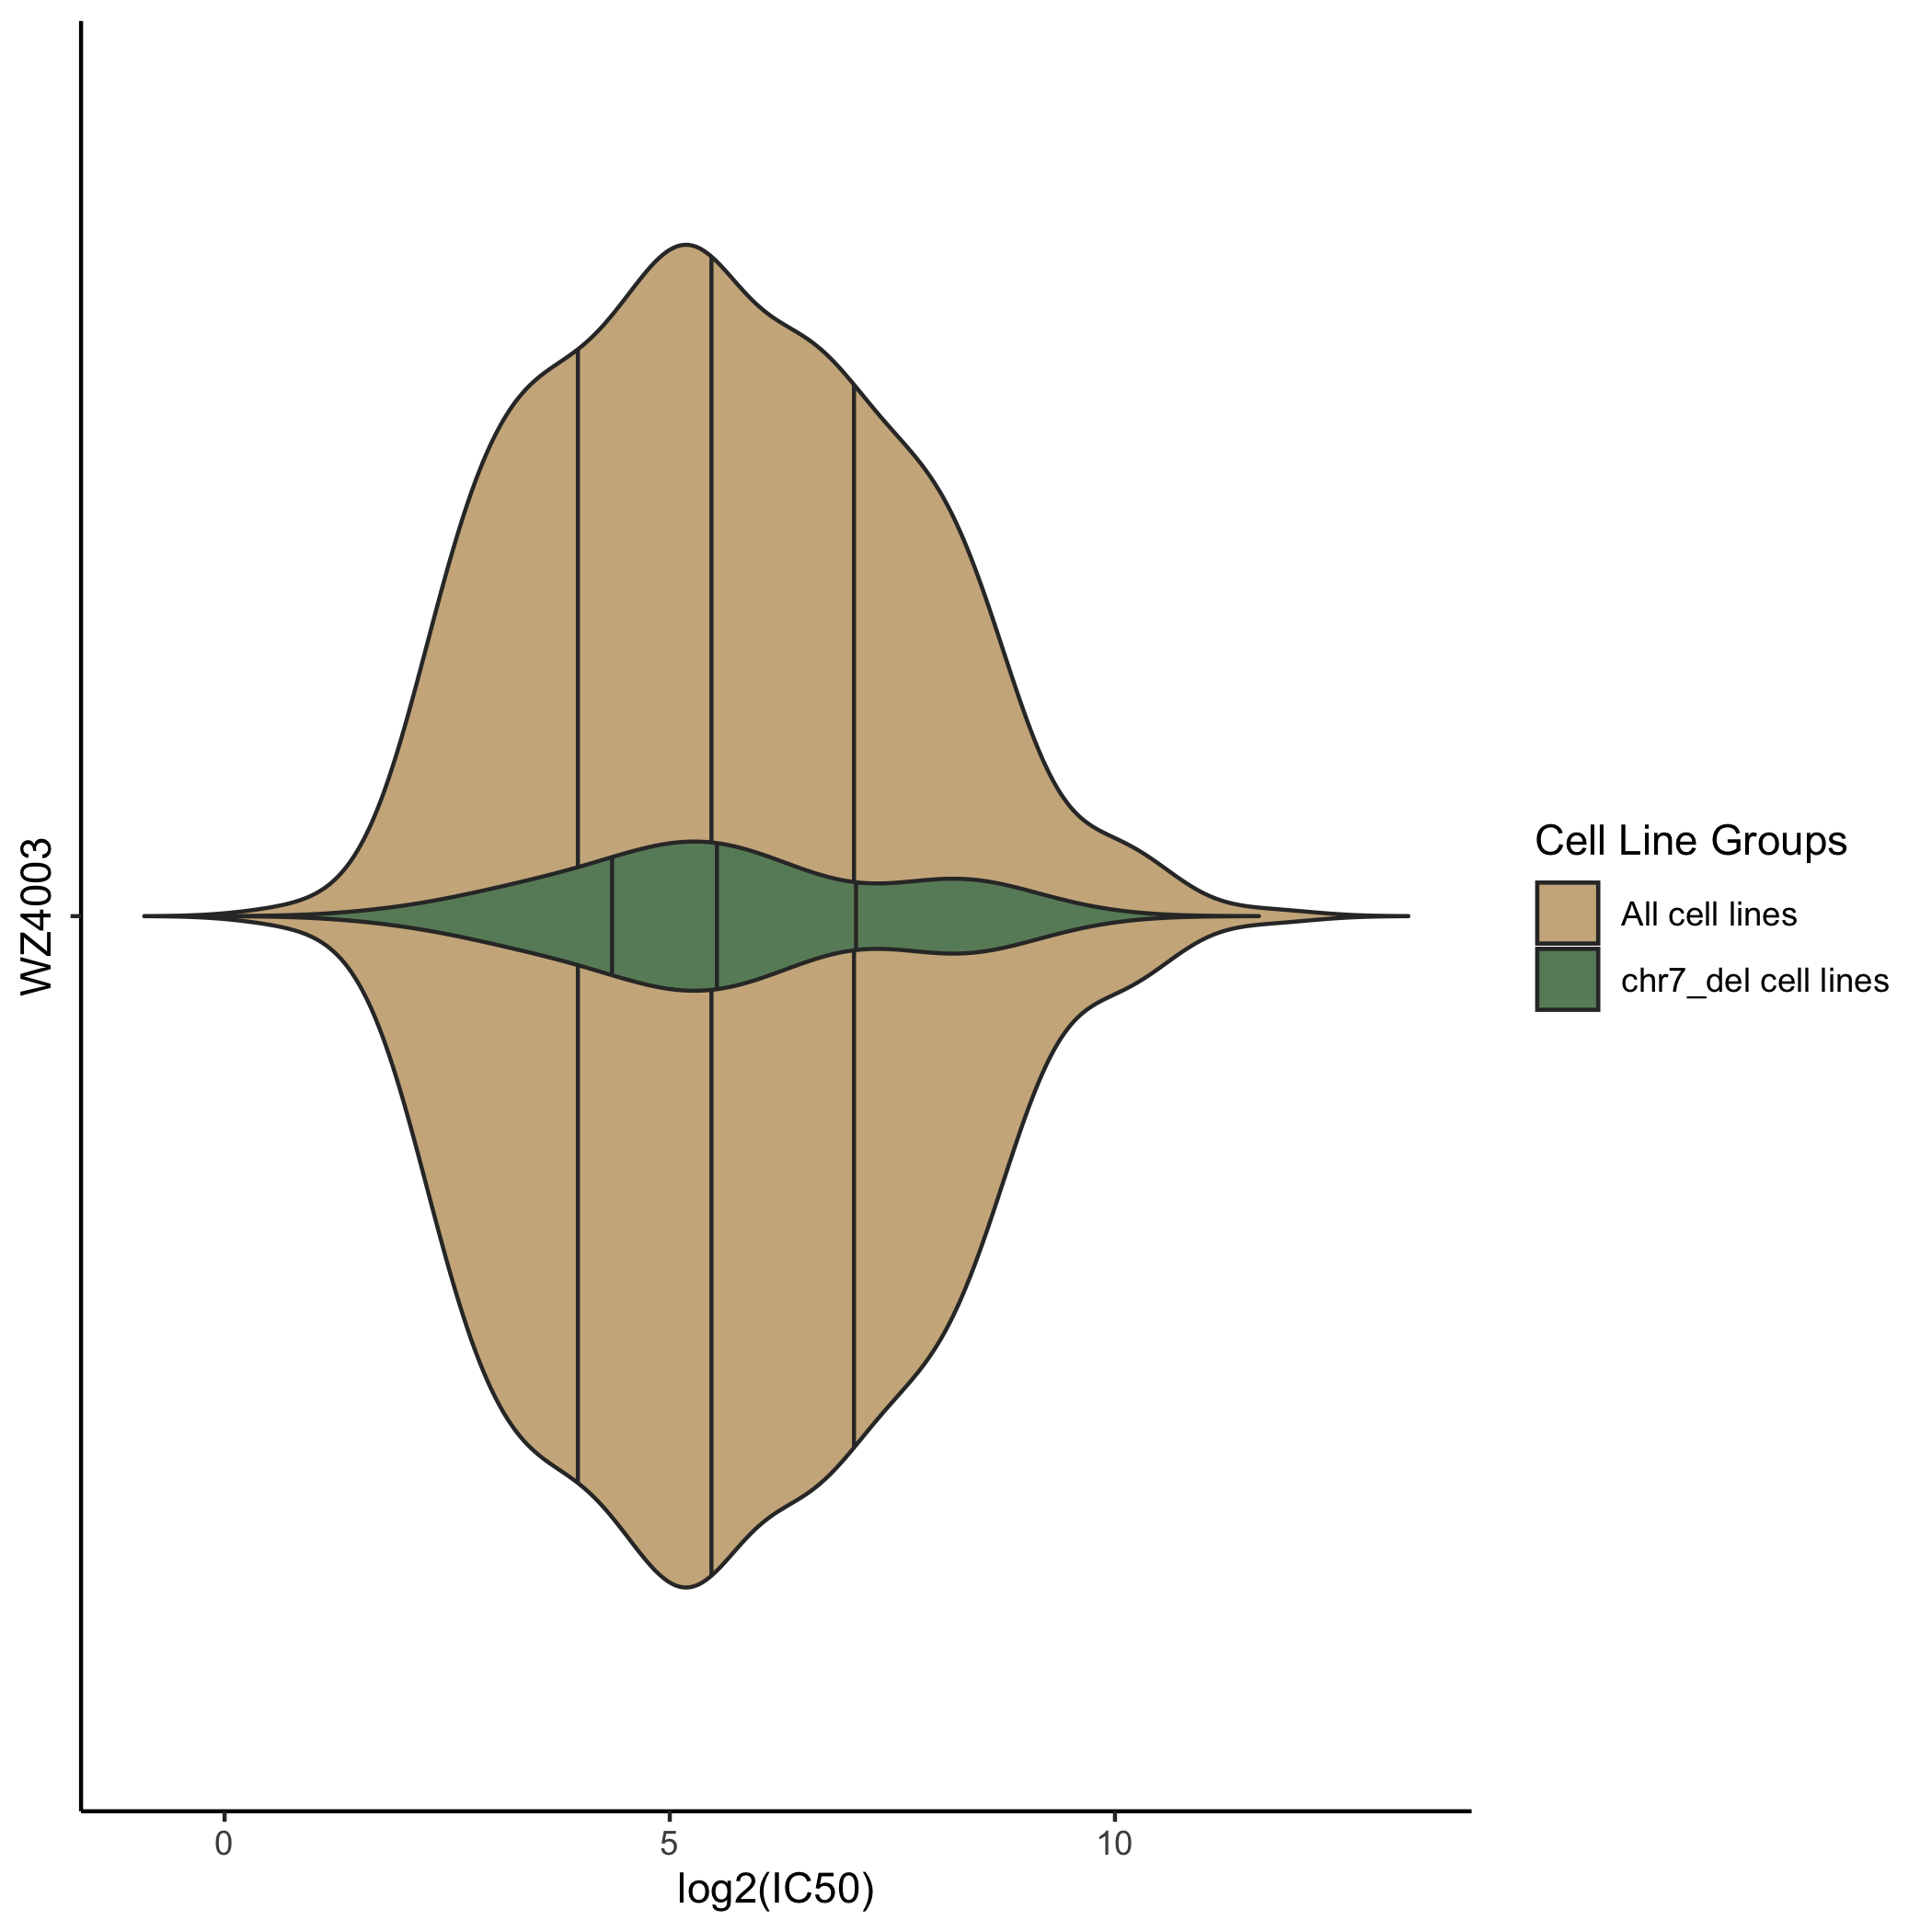 WZ4003
0
5
10
log2(IC50)
Cell Line Groups
All cell lines
chr7_del cell lines